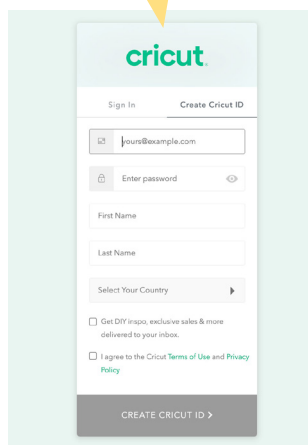 cricut
Sign In Create Cricut ID
yours@example.com
Enter password
First Name
Last Name
Select Your Country
Get DIY inspo, exclusive sales & more
delivered to your inbox.
I agree to the Cricut Terms of Use and Privacy
Policy
CREATE CRICUT ID >